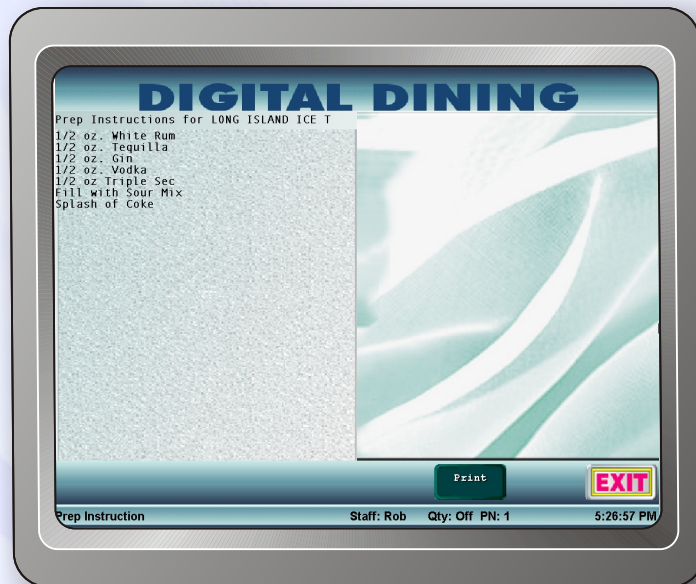 DIGITAL DINING
Prep Instructions for LONG ISLAND ICE T
1/2 oz. White Rum
1/2 oz. Tequilla
1/2 oz. Gin
1/2 oz. Vodka
1/2 oz Triple Sec
Fill with Sour Mix
Splash of Coke
Print
EXIT
Prep Instruction Staff: Rob Qty: Off PN: 1 5:26:57 PM